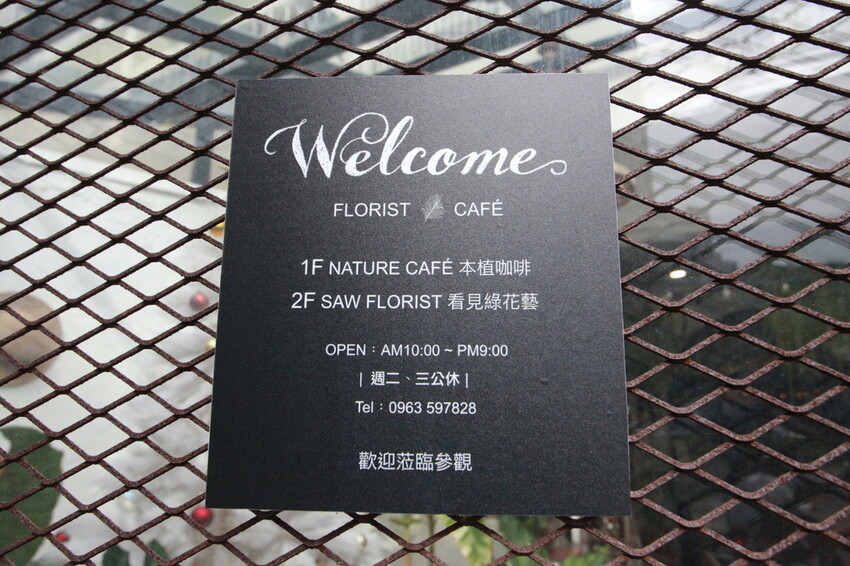 Welcome
FLORIST CAFÉ
1F NATURE CAFÉ 本植咖啡
2F SAW FLORIST 看見綠花藝
OPEN：AM10:00 ~ PM9:00
| 週二、三公休 |
Tel：0963 597828
歡迎蒞臨參觀